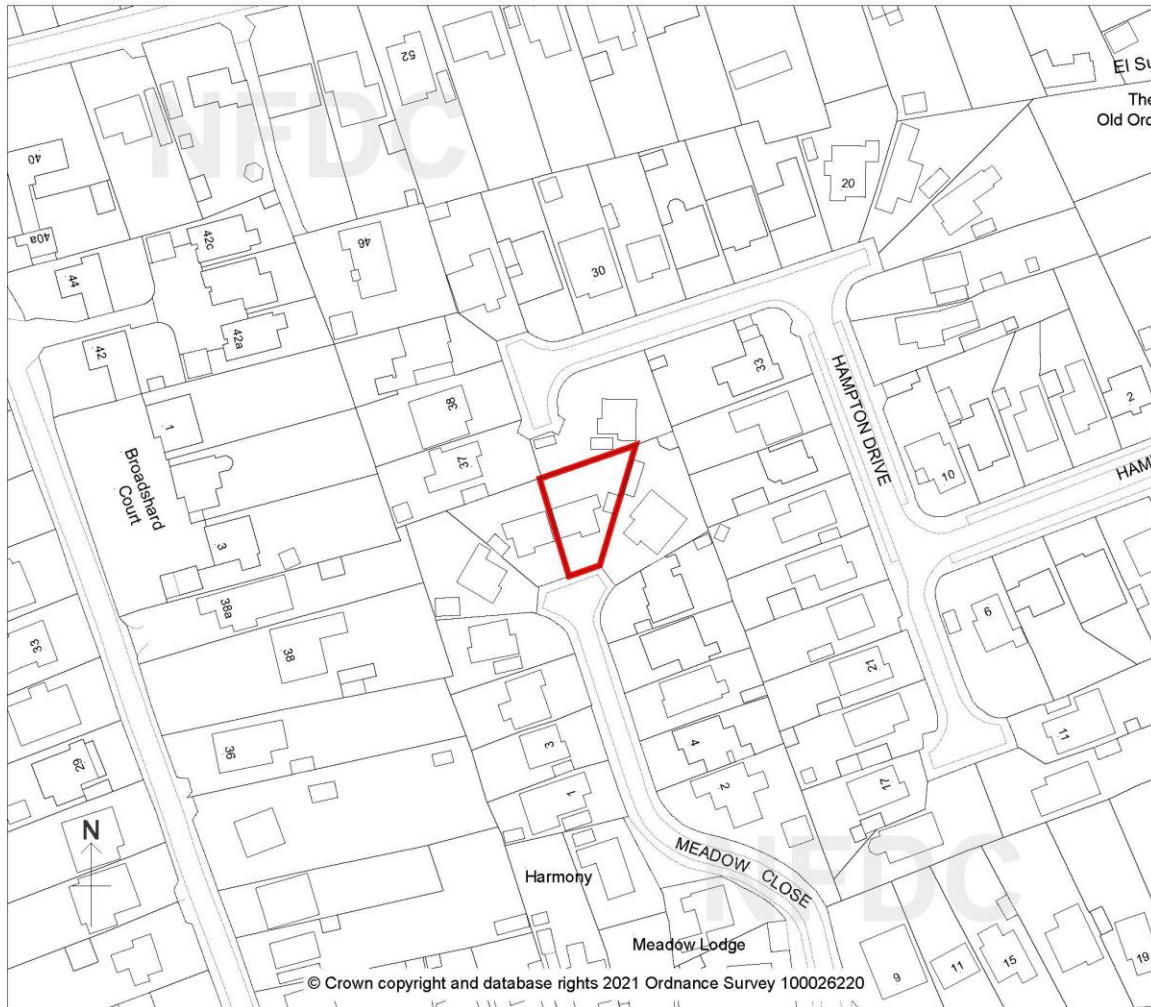 NFDC
52
El Su
The
Old Orc
40
20
40a
42c
46
44
30
42a
42
33
HAMPTON DRIVE
2
38
1
37
10
HAM
Broadshard
Court
3
38a
6
33
38
21
36
3
4
11
29
1
2
17
N
MEADOW CLOSE
NFDC
Harmony
Meadow Lodge
9
11
15
19
© Crown copyright and database rights 2021 Ordnance Survey 100026220